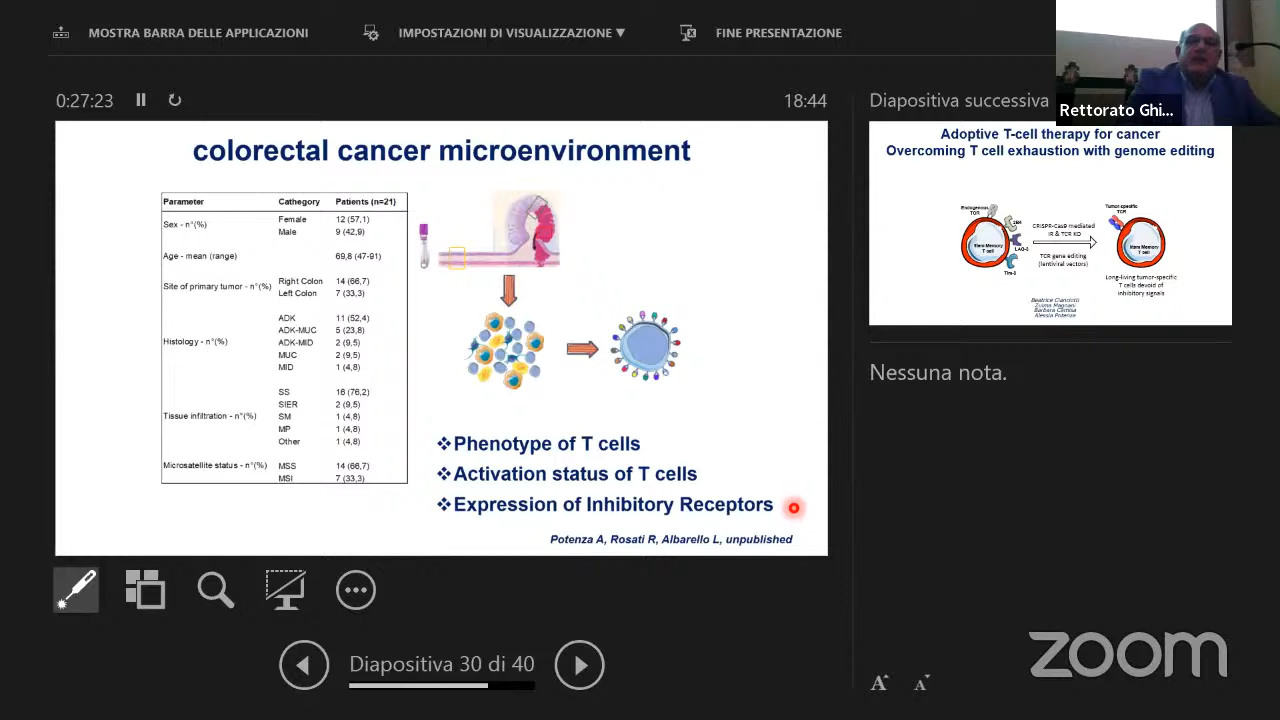 MOSTRA BARRA DELLE APPLICAZIONI
IMPOSTAZIONI DI VISUALIZZAZIONE ▼
FINE PRESENTAZIONE
Rettorato Ghi...
0:27:23
18:44
Diapositiva successiva
colorectal cancer microenvironment
Parameter Cathegory Patients (n=21)
Sex - n°(%)
Female 12 (57,1)
Male 9 (42,9)
Age - mean (range) 69,8 (47-91)
Site of primary tumor - n°(%)
Right Colon 14 (66,7)
Left Colon 7 (33,3)
Histology - n°(%)
ADK 11 (52,4)
ADK-MUC 5 (23,8)
ADK-MID 2 (9,5)
MUC 2 (9,5)
MID 1 (4,8)
Tissue infiltration - n°(%)
SS 16 (76,2)
SIER 2 (9,5)
SM 1 (4,8)
MP 1 (4,8)
Other 1 (4,8)
Microsatellite status - n°(%)
MSS 14 (66,7)
MSI 7 (33,3)
❖Phenotype of T cells
❖Activation status of T cells
❖Expression of Inhibitory Receptors
Potenza A, Rosati R, Albarello L, unpublished
Adoptive T-cell therapy for cancer
Overcoming T cell exhaustion with genome editing
Endogenous
TCR
2B4
LAG-3
Tim-3
Stem Memory
T cell
CRISPR-Cas9 mediated
IR & TCR KO
TCR gene editing
(lentiviral vectors)
Tumor-specific
TCR
Stem Memory
T cell
Long-living tumor-specific
T cells devoid of
inhibitory signals
Beatrice Cianciotti
Zulma Magnani
Barbara Camisa
Alessia Potenza
Nessuna nota.
Diapositiva 30 di 40
A A
zoom